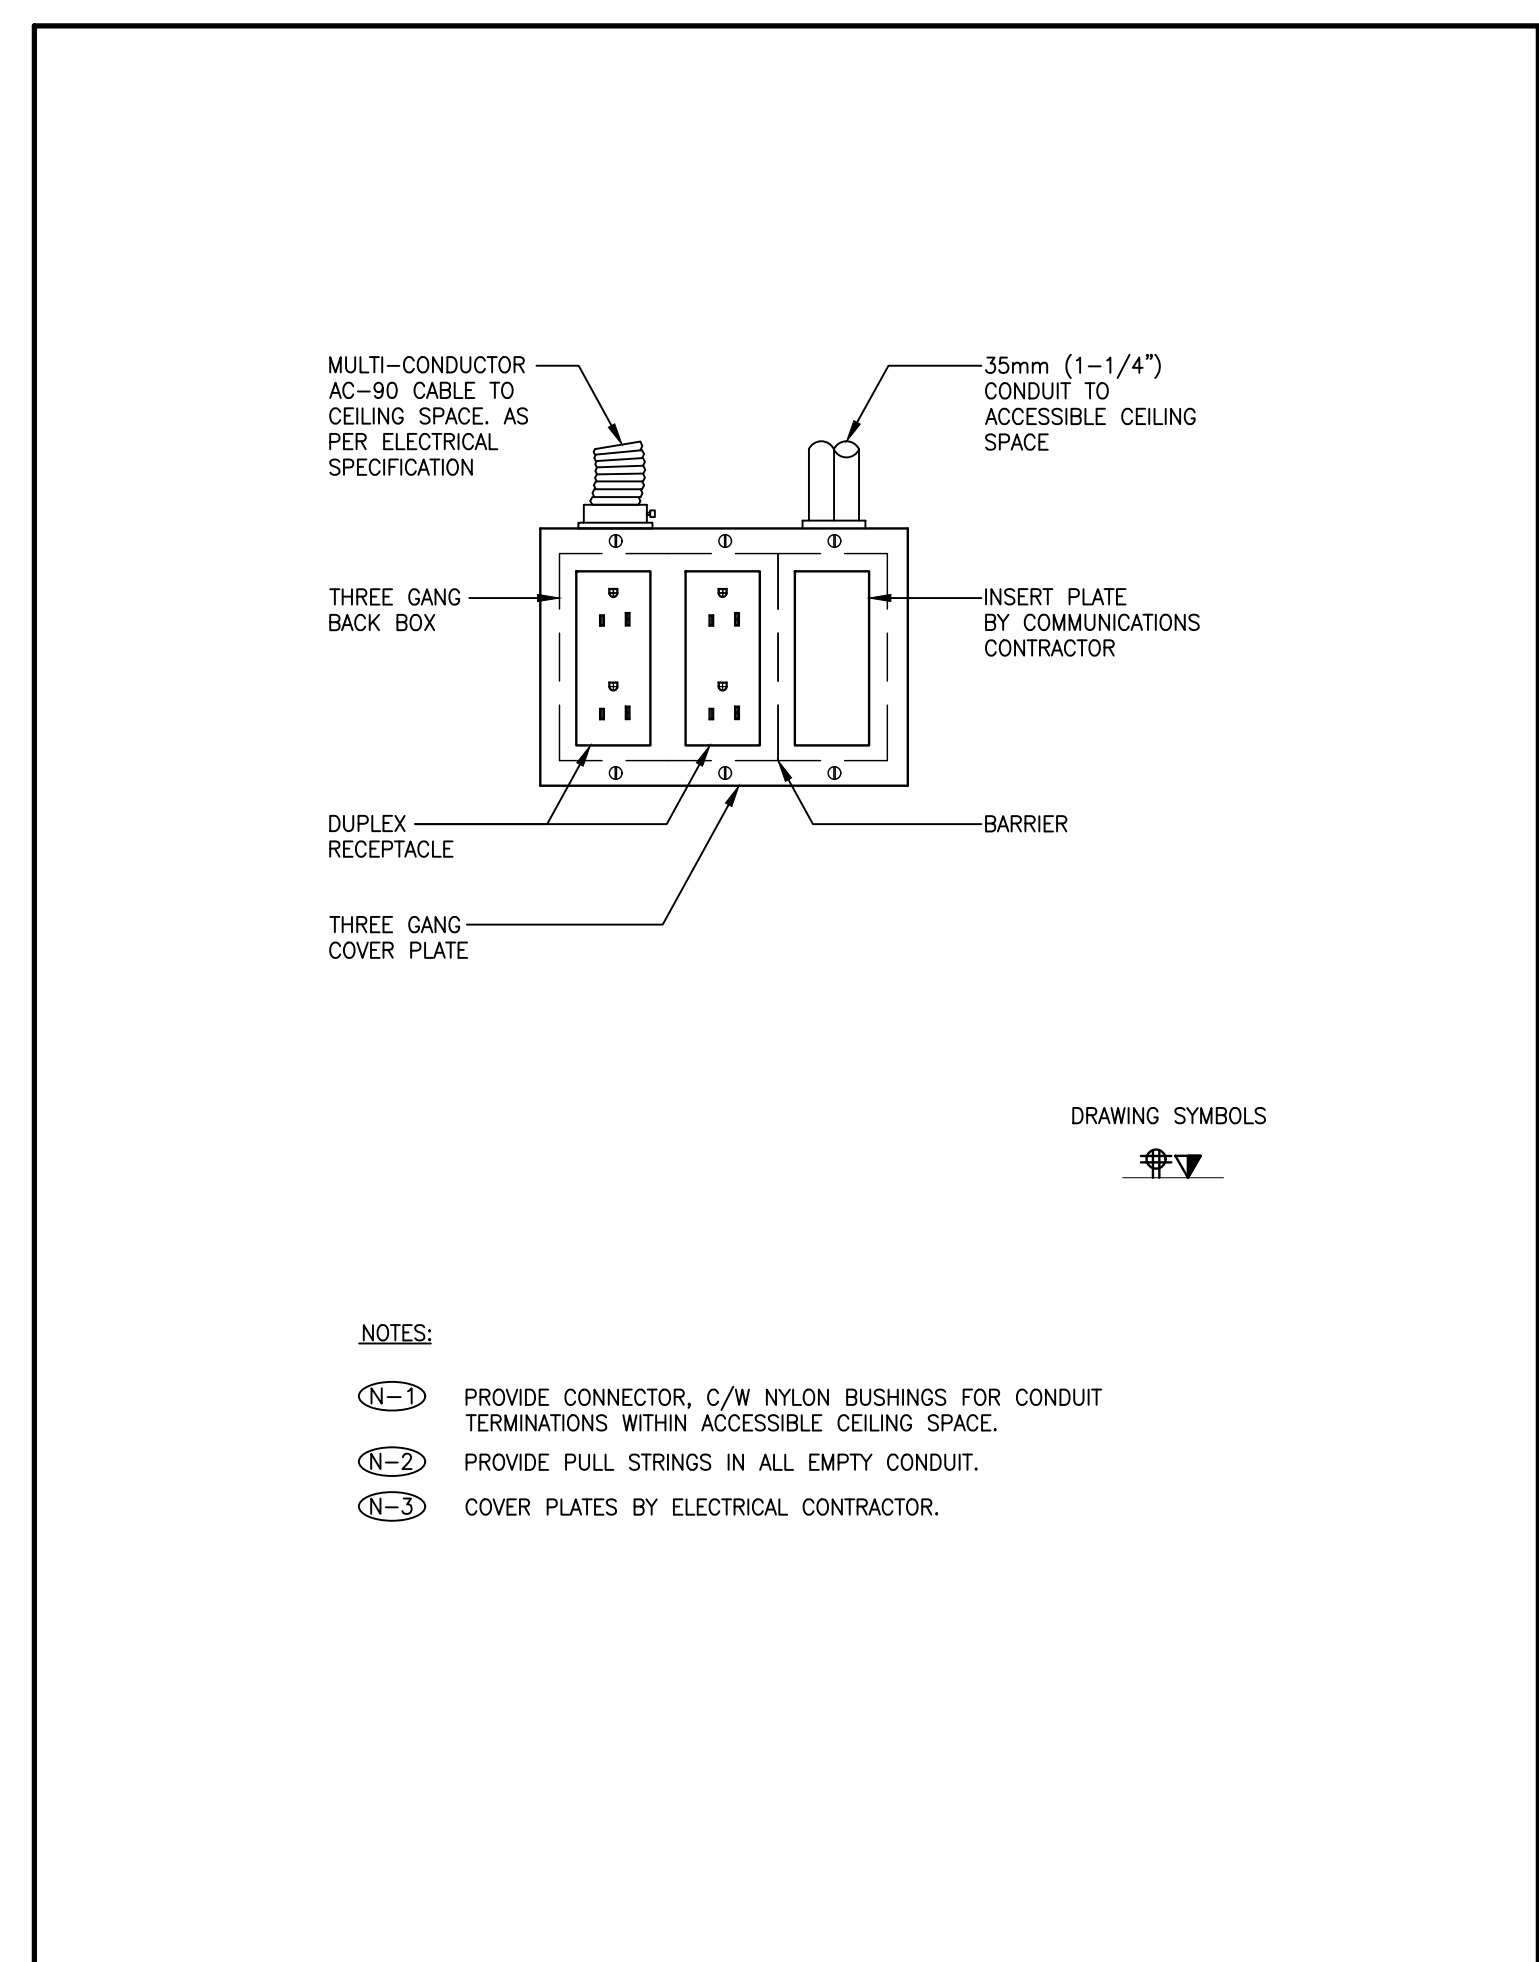 MULTI-CONDUCTOR
AC-90 CABLE TO
CEILING SPACE. AS
PER ELECTRICAL
SPECIFICATION
35mm (1-1/4")
CONDUIT TO
ACCESSIBLE CEILING
SPACE
THREE GANG
BACK BOX
INSERT PLATE
BY COMMUNICATIONS
CONTRACTOR
DUPLEX
RECEPTACLE
BARRIER
THREE GANG
COVER PLATE
DRAWING SYMBOLS
NOTES:
N-1 PROVIDE CONNECTOR, C/W NYLON BUSHINGS FOR CONDUIT
TERMINATIONS WITHIN ACCESSIBLE CEILING SPACE.
N-2 PROVIDE PULL STRINGS IN ALL EMPTY CONDUIT.
N-3 COVER PLATES BY ELECTRICAL CONTRACTOR.